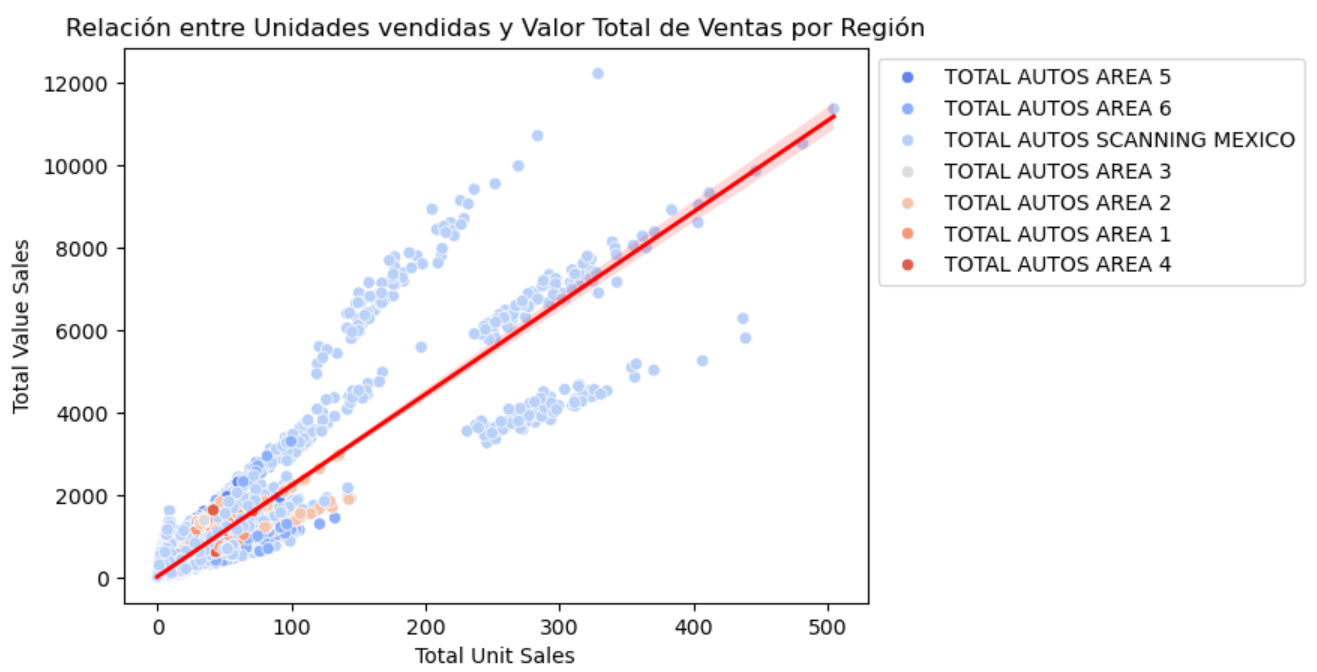 Relación entre Unidades vendidas y Valor Total de Ventas por Región
12000
10000
8000
6000
4000
2000
0
Total Value Sales
0 100 200 300 400 500
Total Unit Sales
TOTAL AUTOS AREA 5
TOTAL AUTOS AREA 6
TOTAL AUTOS SCANNING MEXICO
TOTAL AUTOS AREA 3
TOTAL AUTOS AREA 2
TOTAL AUTOS AREA 1
TOTAL AUTOS AREA 4